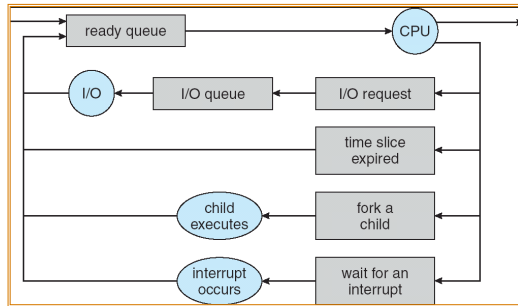 ready queue
CPU
I/O
I/O queue
I/O request
time slice
expired
child
executes
fork a
child
interrupt
occurs
wait for an
interrupt